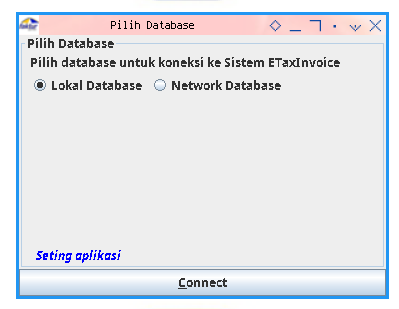 Pilih Database
Pilih Database
Pilih database untuk koneksi ke Sistem ETaxInvoice
Lokal Database Network Database
Seting aplikasi
Connect